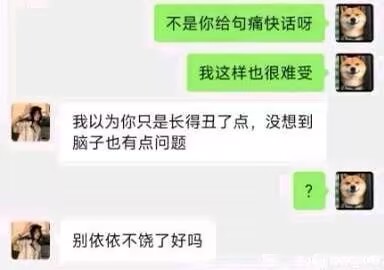 不是你给句痛快话呀
我这样也很难受
我以为你只是长得丑了点，没想到
脑子也有点问题
？
别依依不饶了好吗